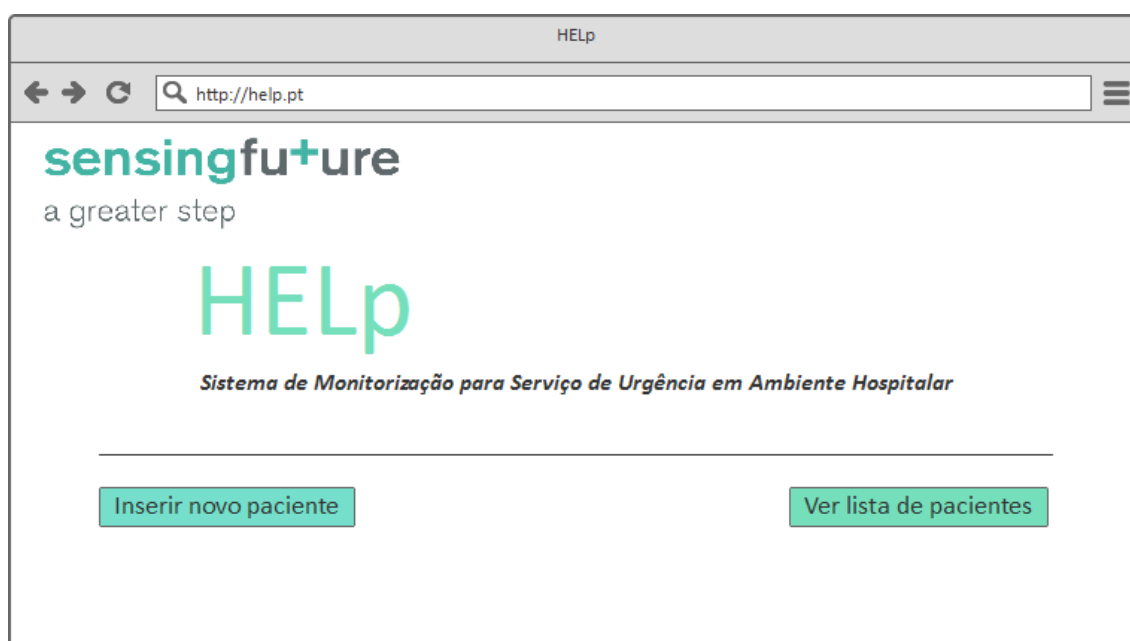 HELp
http://help.pt
sensingfuture
a greater step
HELp
Sistema de Monitorização para Serviço de Urgência em Ambiente Hospitalar
Inserir novo paciente
Ver lista de pacientes